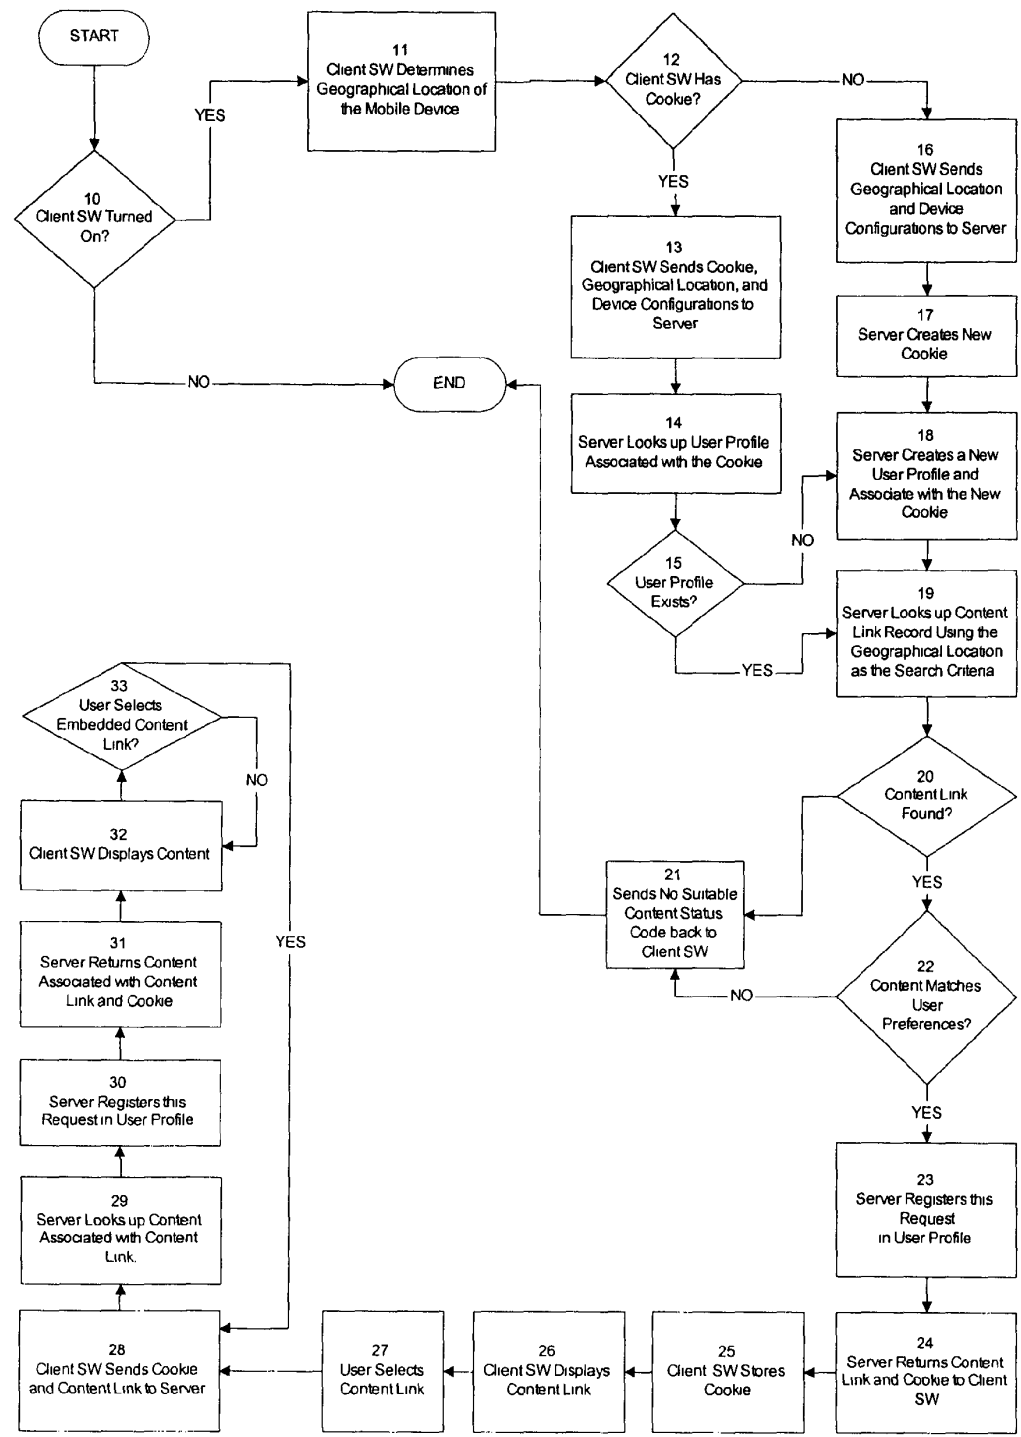 START
10
Client SW Turned
On?
YES
NO
11
Client SW Determines
Geographical Location of
the Mobile Device
12
Client SW Has
Cookie?
NO
YES
13
Client SW Sends Cookie,
Geographical Location, and
Device Configurations to
Server
14
Server Looks up User Profile
Associated with the Cookie
15
User Profile
Exists?
NO
YES
16
Client SW Sends
Geographical Location
and Device
Configurations to Server
17
Server Creates New
Cookie
18
Server Creates a New
User Profile and
Associate with the New
Cookie
19
Server Looks up Content
Link Record Using the
Geographical Location
as the Search Criteria
20
Content Link
Found?
YES
21
Sends No Suitable
Content Status
Code back to
Client SW
END
22
Content Matches
User
Preferences?
NO
YES
23
Server Registers this
Request
in User Profile
24
Server Returns Content
Link and Cookie to Client
SW
25
Client SW Stores
Cookie
26
Client SW Displays
Content Link
27
User Selects
Content Link
28
Client SW Sends Cookie
and Content Link to Server
29
Server Looks up Content
Associated with Content
Link.
30
Server Registers this
Request in User Profile
31
Server Returns Content
Associated with Content
Link and Cookie
32
Client SW Displays Content
33
User Selects
Embedded Content
Link?
NO
YES